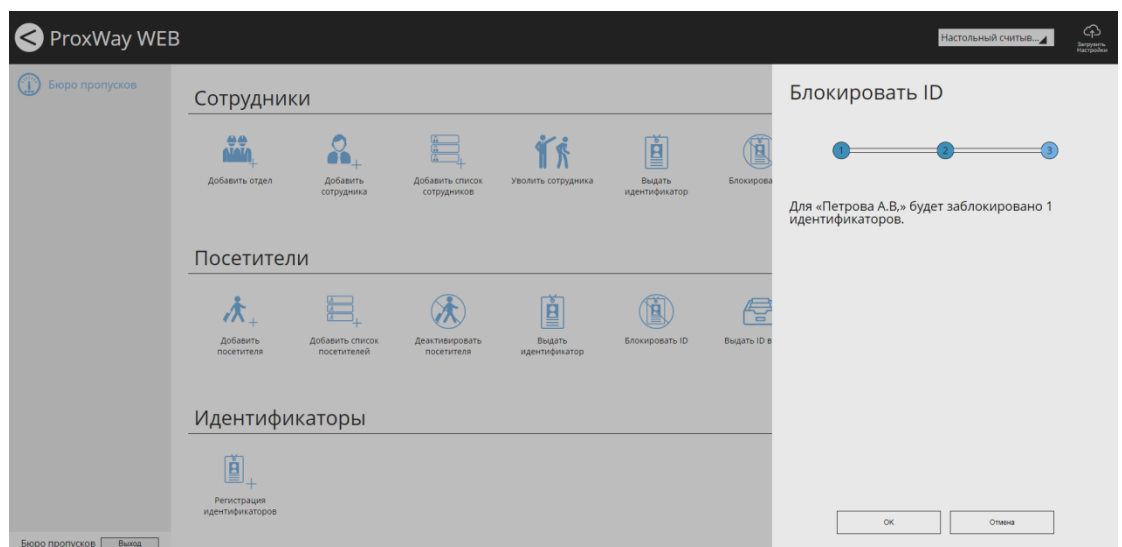 ProxWay WEB
Настольный считыв...
Загрузить
Настройки
Бюро пропусков
Сотрудники
Добавить отдел
Добавить
сотрудника
Добавить список
сотрудников
Уволить сотрудника
Выдать
идентификатор
Блокирова
Посетители
Добавить
посетителя
Добавить список
посетителей
Деактивировать
посетителя
Выдать
идентификатор
Блокировать ID
Выдать ID в
Идентификаторы
Регистрация
идентификаторов
Бюро пропусков
Выход
Блокировать ID
1
2
3
Для «Петрова А.В,» будет заблокировано 1
идентификаторов.
OK
Отмена